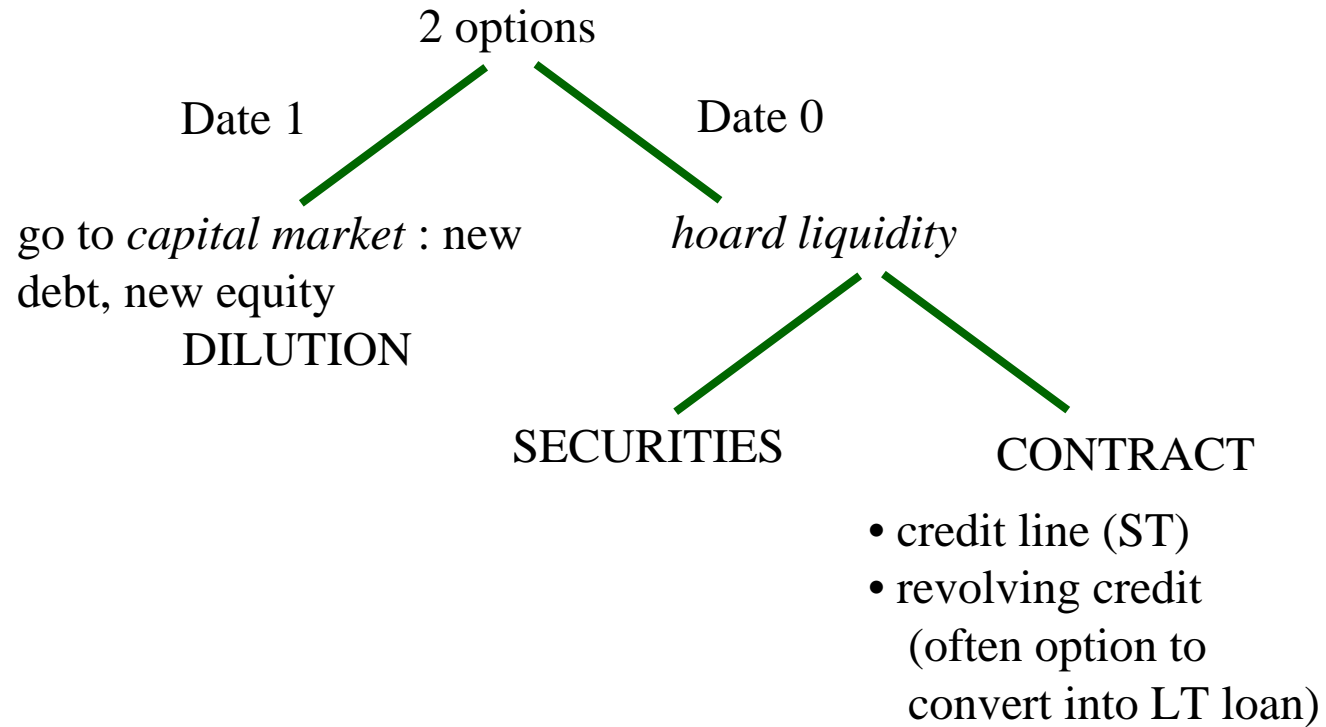 2 options
Date 1
Date 0
go to capital market : new
debt, new equity
DILUTION
hoard liquidity
SECURITIES
CONTRACT
• credit line (ST)
• revolving credit
(often option to
convert into LT loan)